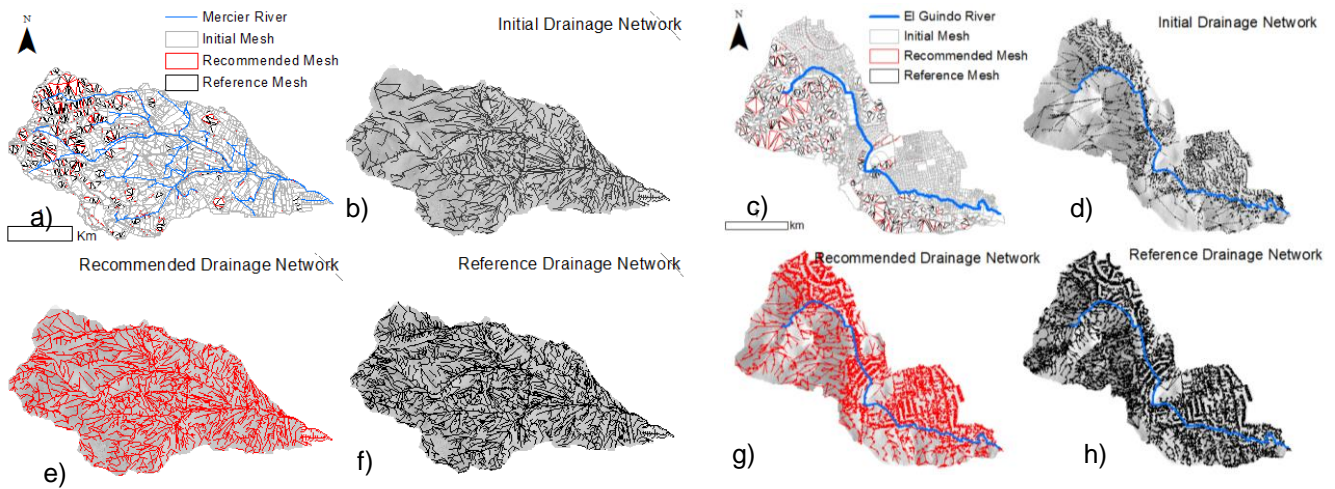 N
Mercier River
Initial Mesh
Recommended Mesh
Reference Mesh
a)
Km
Initial Drainage Network
b)
N
El Guindo River
Initial Mesh
Recommended Mesh
Reference Mesh
c)
km
Initial Drainage Network
d)
Recommended Drainage Network
e)
Reference Drainage Network
f)
Recommended Drainage Network
g)
Reference Drainage Network
h)